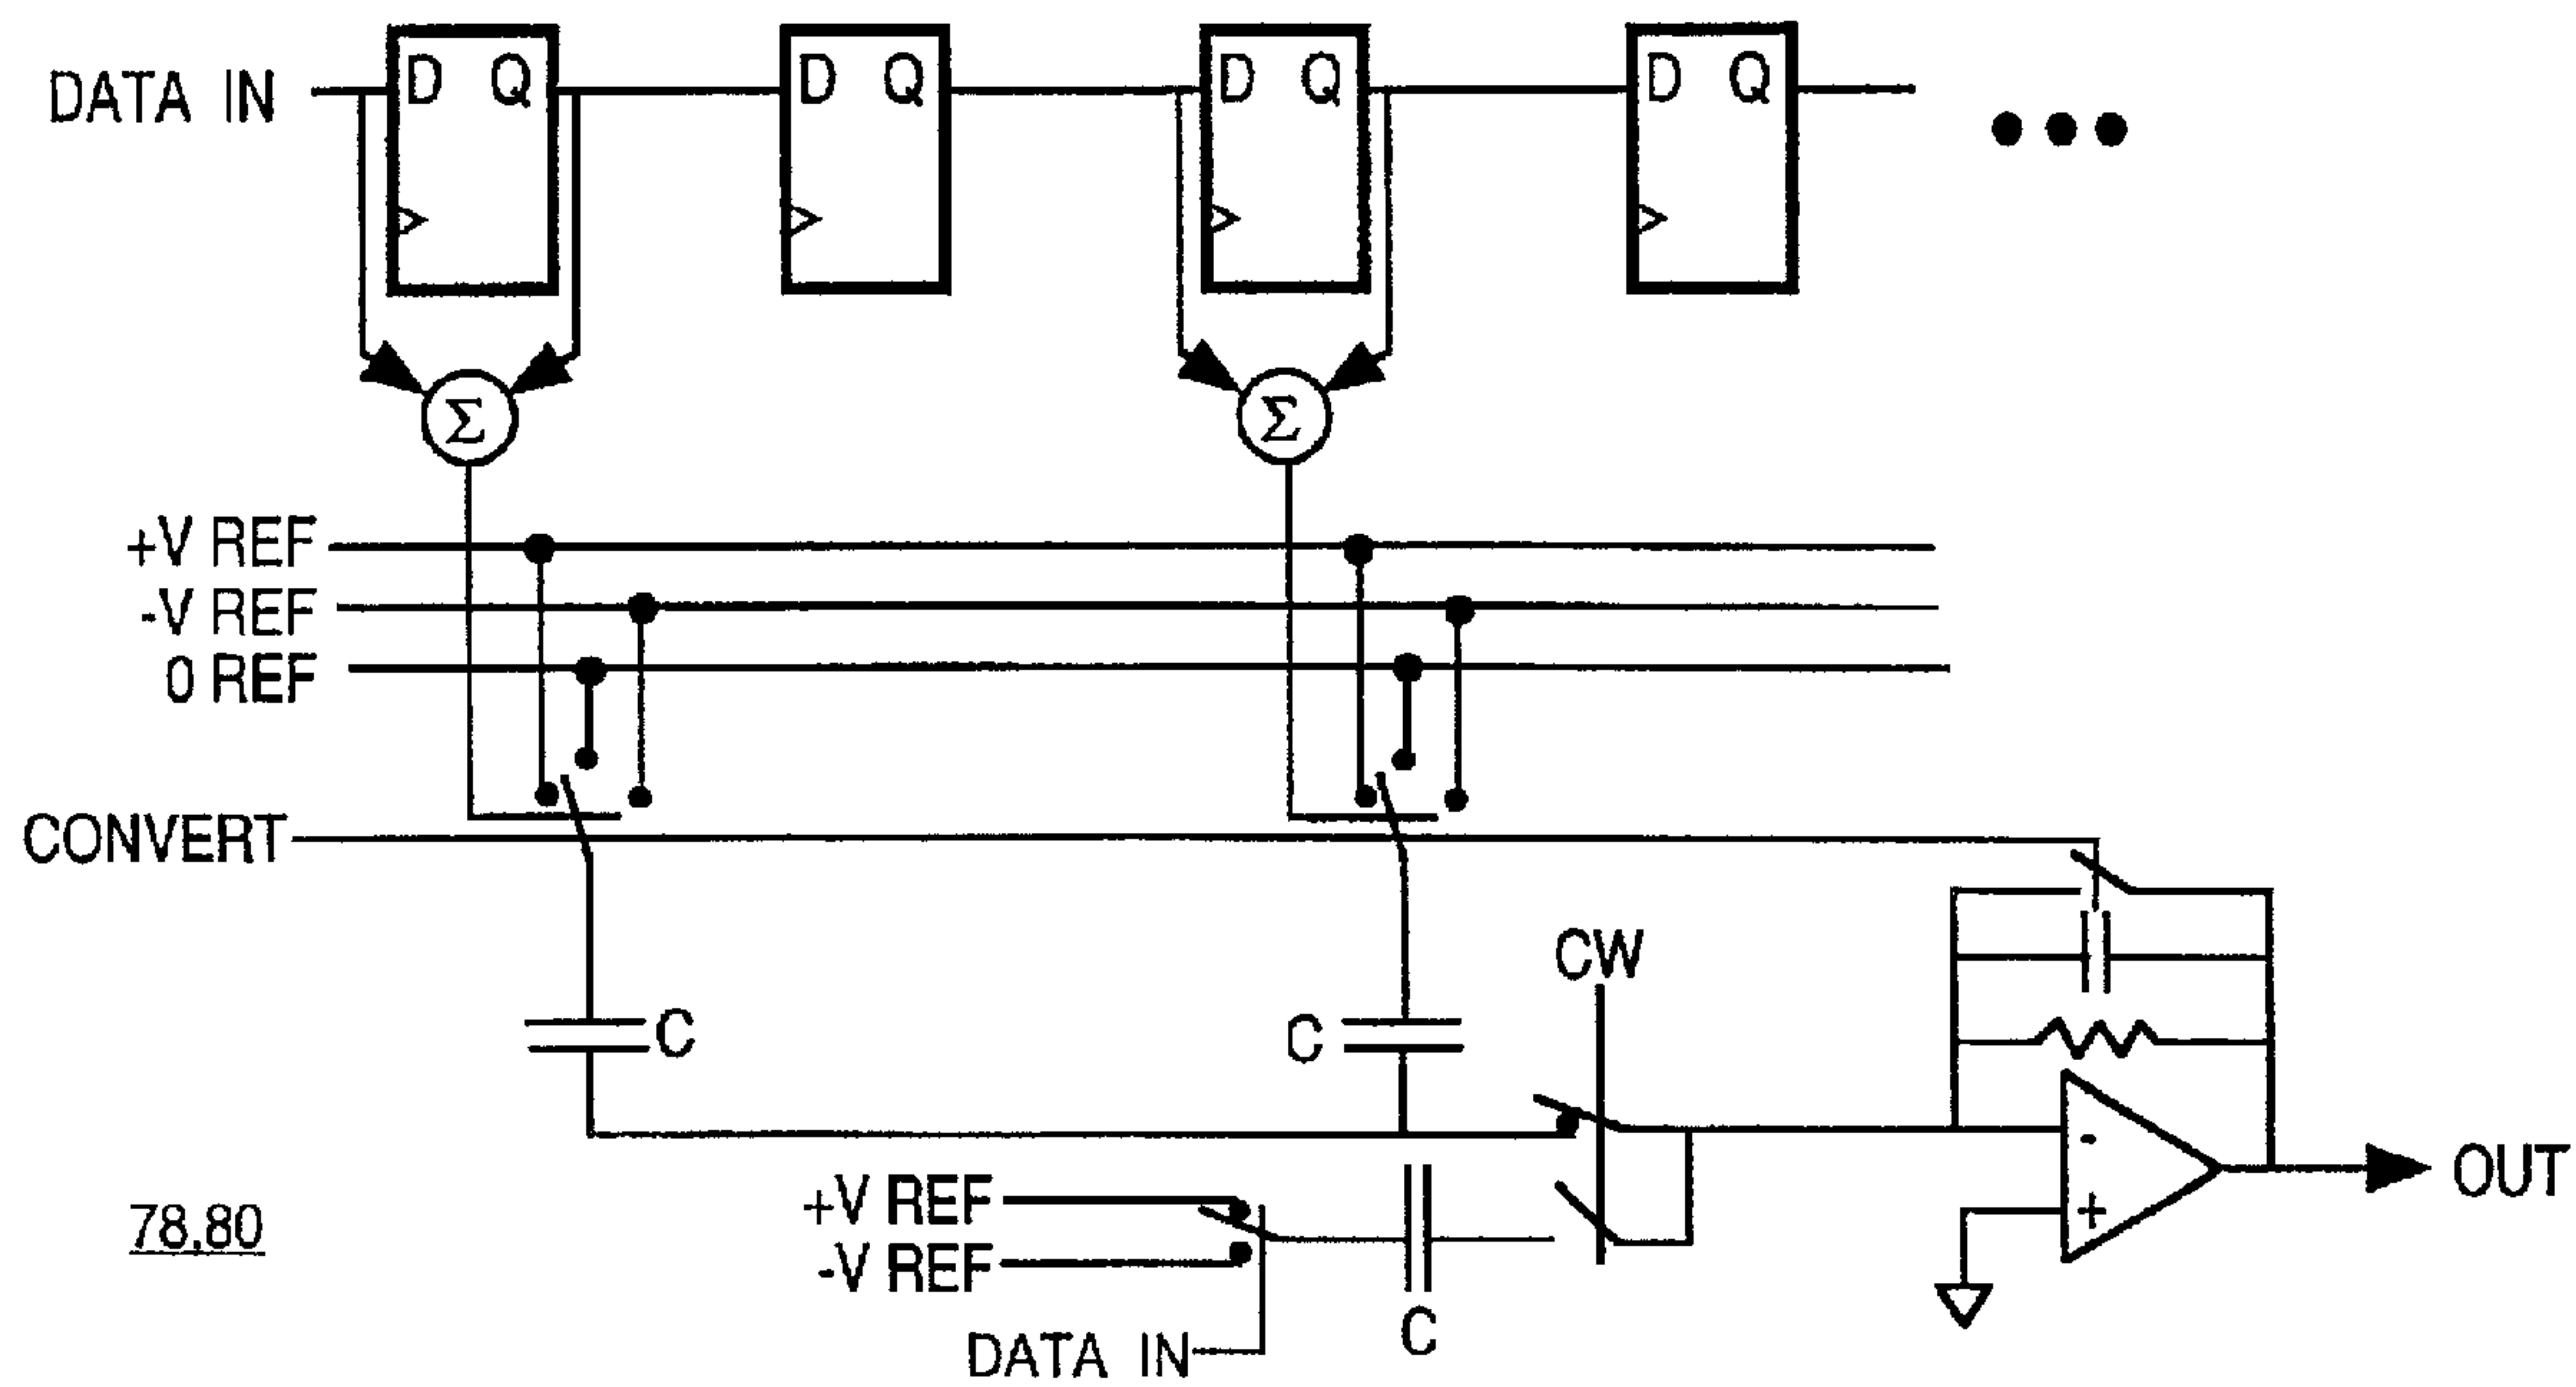 DATA IN
D Q
D Q
D Q
D Q
Σ
Σ
+V REF
-V REF
0 REF
CONVERT
CW
C
C
-
+
OUT
+V REF
-V REF
C
DATA IN
78,80